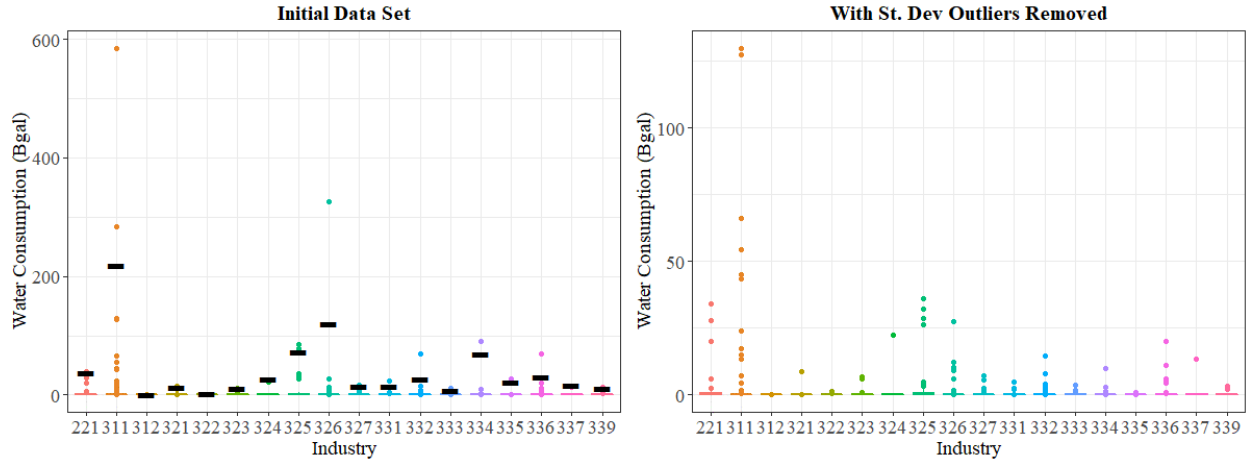 Initial Data Set
Water Consumption (Bgal)
600
400
200
0
221 311 312 321 322 323 324 325 326 327 331 332 333 334 335 336 337 339
Industry
With St. Dev Outliers Removed
Water Consumption (Bgal)
100
50
0
221 311 312 321 322 323 324 325 326 327 331 332 333 334 335 336 337 339
Industry